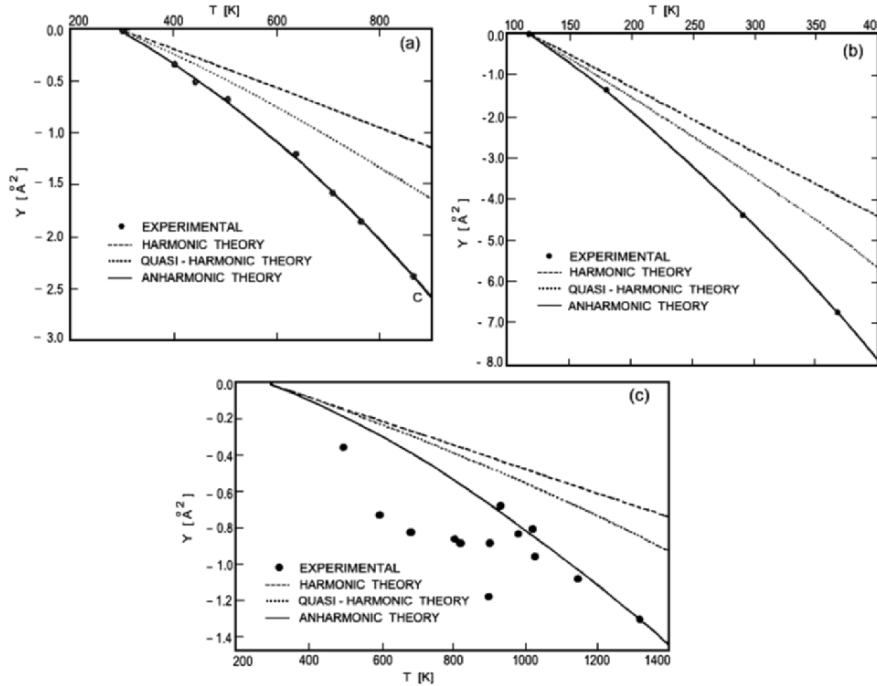 T [K]
200 400 600 800
0.0
(a)
- 0.5
- 1.0
- 1.5
- 2.0
- 2.5
- 3.0
Y [Å²]
EXPERIMENTAL
HARMONIC THEORY
QUASI - HARMONIC THEORY
ANHARMONIC THEORY
C
T [K]
100 150 200 250 300 350 400
0.0
(b)
-1.0
-2.0
-3.0
-4.0
-5.0
- 6.0
-7.0
- 8.0
Y [Å²]
EXPERIMENTAL
HARMONIC THEORY
QUASI - HARMONIC THEORY
ANHARMONIC THEORY
0.0
(c)
- 0.2
- 0.4
- 0.6
- 0.8
- 1.0
- 1.2
- 1.4
Y [Å²]
EXPERIMENTAL
HARMONIC THEORY
QUASI - HARMONIC THEORY
ANHARMONIC THEORY
200 400 600 800 1000 1200 1400
T [K]